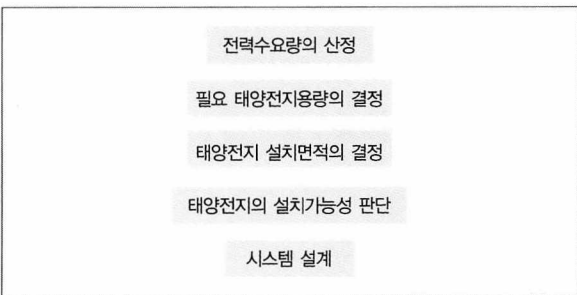 전력수요량의 산정
필요 태양전지용량의 결정
태양전지 설치면적의 결정
태양전지의 설치가능성 판단
시스템 설계